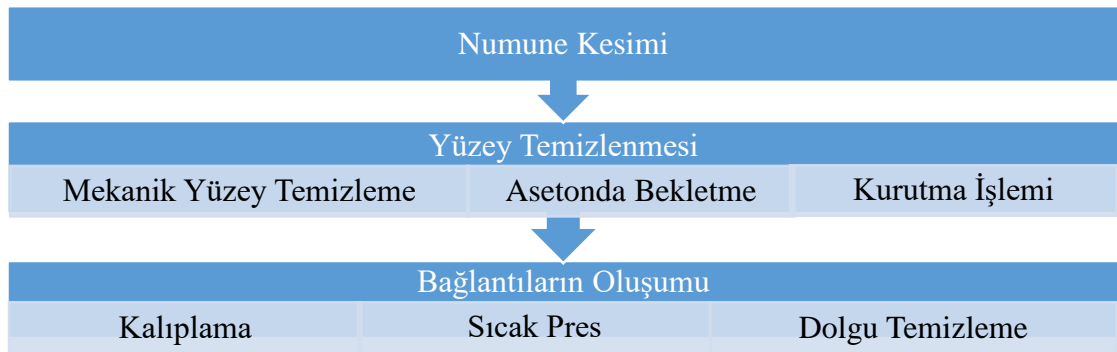 Numune Kesimi
Yüzey Temizlenmesi
Mekanik Yüzey Temizleme
Asetonda Bekletme
Kurutma İşlemi
Bağlantıların Oluşumu
Kalıplama
Sıcak Pres
Dolgu Temizleme